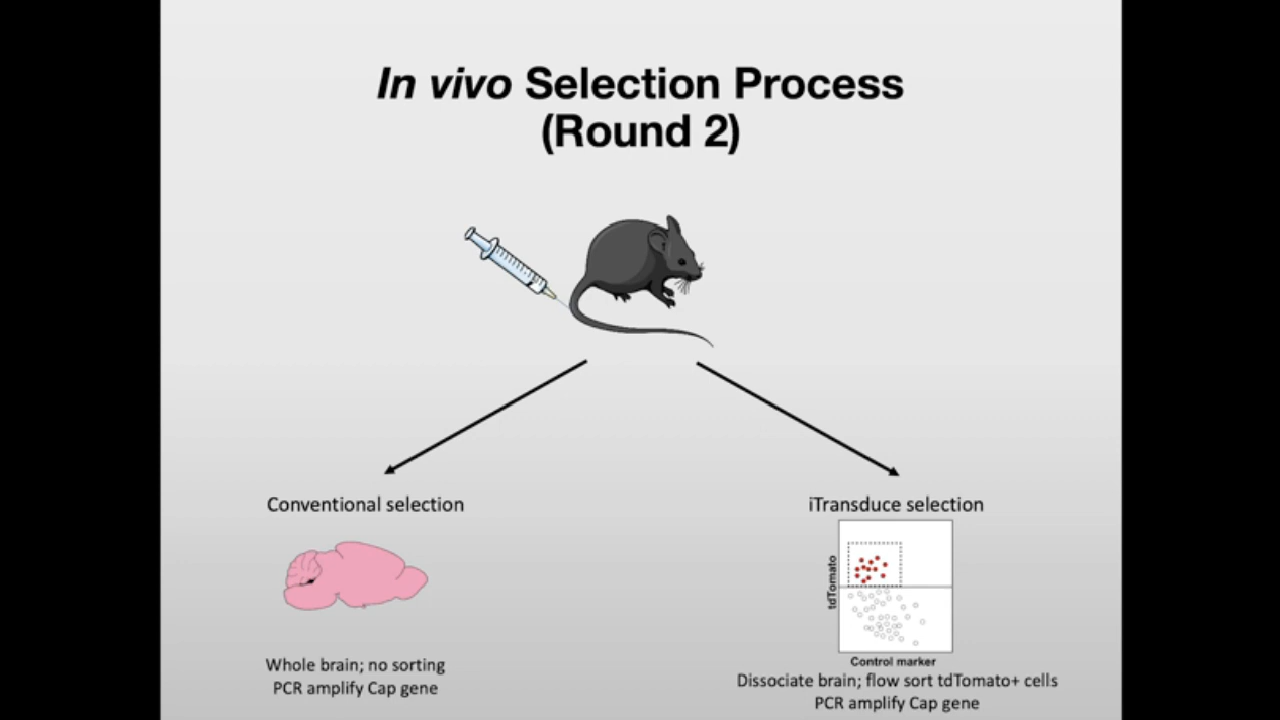 In vivo Selection Process
(Round 2)
Conventional selection
Whole brain; no sorting
PCR amplify Cap gene
iTransduce selection
tdTomato
Control marker
Dissociate brain; flow sort tdTomato+ cells
PCR amplify Cap gene